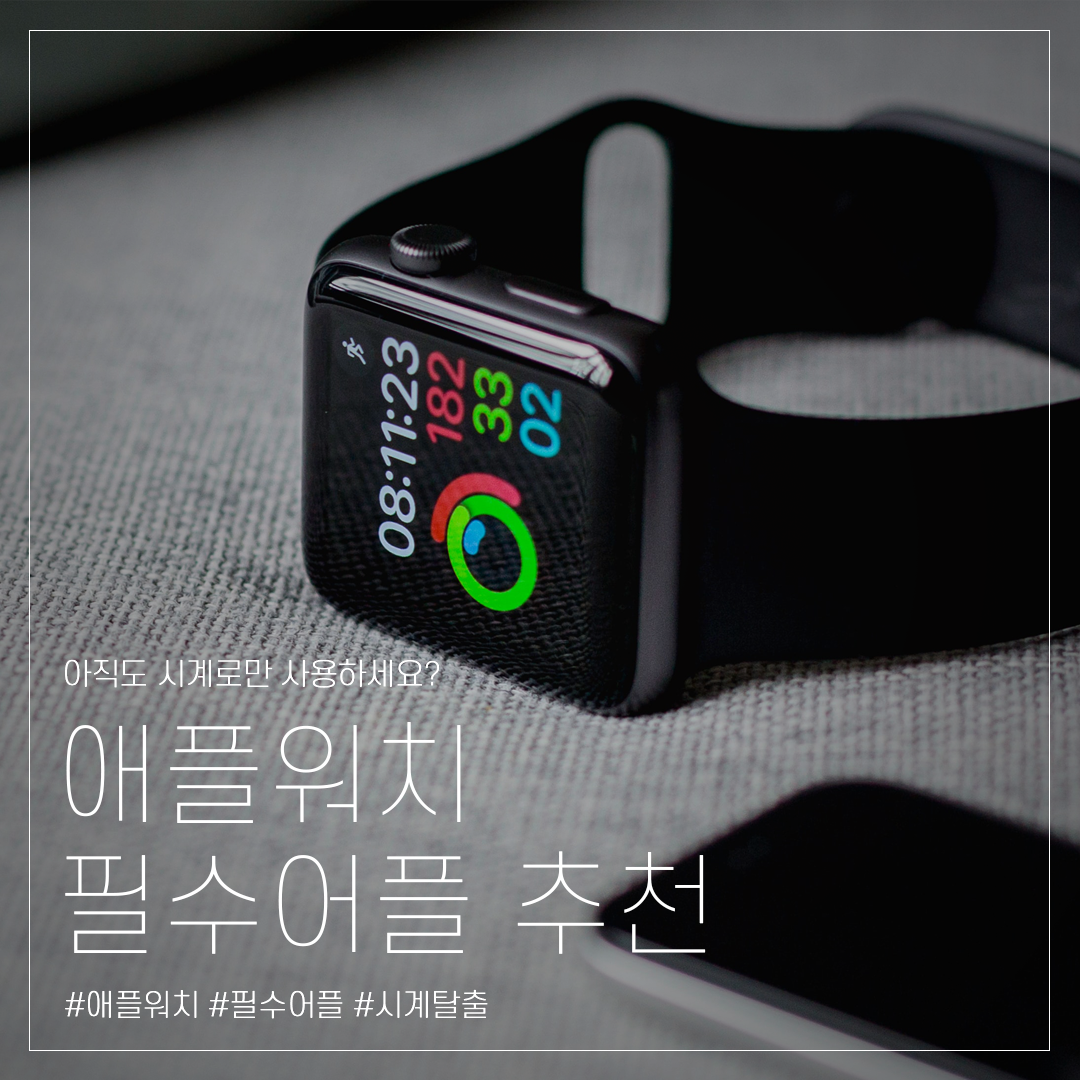 08:11:23
182
33
02
아직도 시계로만 사용하세요?
애플워치
필수어플 추천
#애플워치 #필수어플 #시계탈출